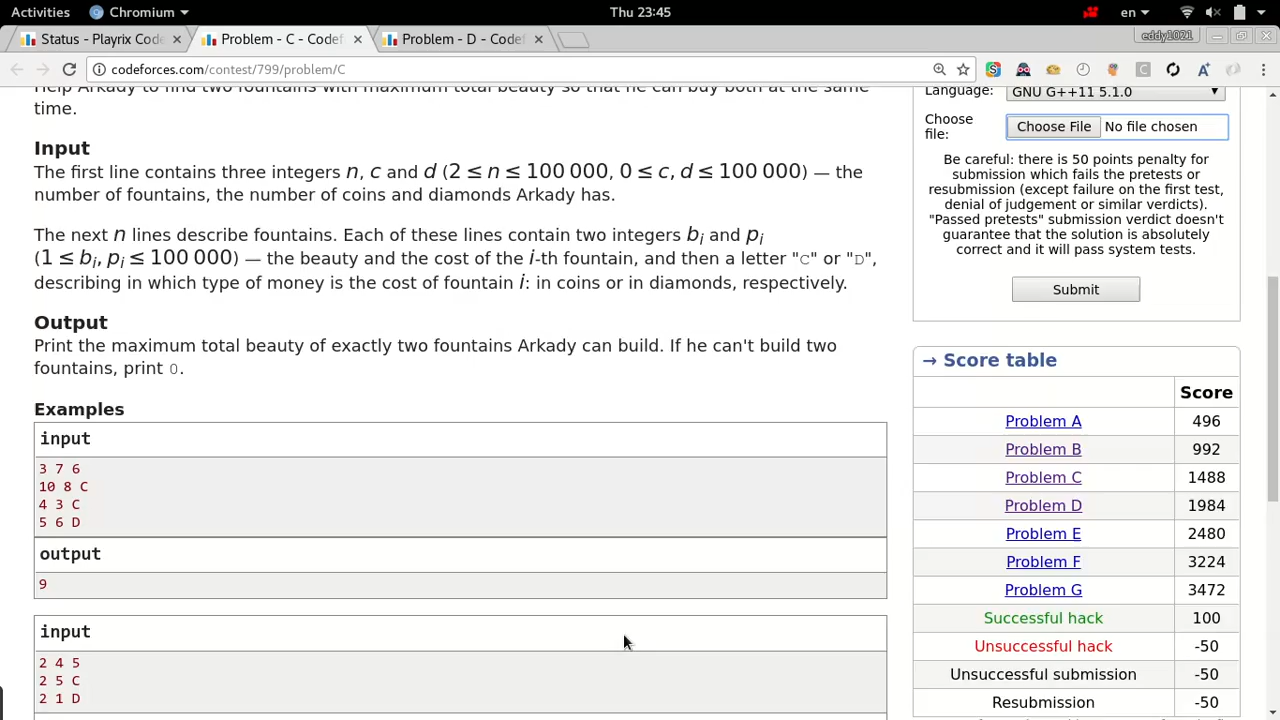 Activities Chromium Thu 23:45 en
Status - Playrix Code Problem - C - Codef Problem - D - Codef eddy1021
codeforces.com/contest/799/problem/C
Help Arkady to find two fountains with maximum total beauty so that he can buy both at the same
time.
Input
The first line contains three integers n, c and d (2 ≤ n ≤ 100 000, 0 ≤ c, d ≤ 100 000) — the
number of fountains, the number of coins and diamonds Arkady has.
The next n lines describe fountains. Each of these lines contain two integers bi and pi
(1 ≤ bi, pi ≤ 100 000) — the beauty and the cost of the i-th fountain, and then a letter "C" or "D",
describing in which type of money is the cost of fountain i: in coins or in diamonds, respectively.
Output
Print the maximum total beauty of exactly two fountains Arkady can build. If he can't build two
fountains, print 0.
Examples
input
3 7 6
10 8 C
4 3 C
5 6 D
output
9
input
2 4 5
2 5 C
2 1 D
Language: GNU G++11 5.1.0
Choose
file: Choose File No file chosen
Be careful: there is 50 points penalty for
submission which fails the pretests or
resubmission (except failure on the first test,
denial of judgement or similar verdicts).
"Passed pretests" submission verdict doesn't
guarantee that the solution is absolutely
correct and it will pass system tests.
Submit
→ Score table
Score
Problem A 496
Problem B 992
Problem C 1488
Problem D 1984
Problem E 2480
Problem F 3224
Problem G 3472
Successful hack 100
Unsuccessful hack -50
Unsuccessful submission -50
Resubmission -50